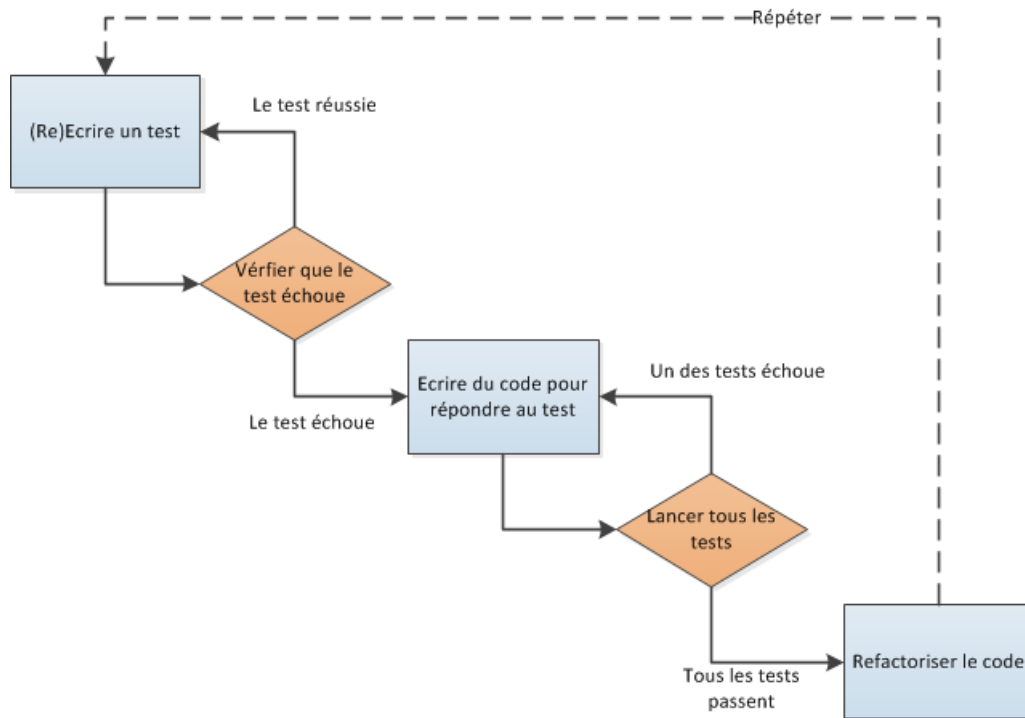 Répéter
(Re)Ecrire un test
Le test réussie
Vérfier que le
test échoue
Le test échoue
Ecrire du code pour
répondre au test
Un des tests échoue
Lancer tous les
tests
Tous les tests
passent
Refactoriser le code